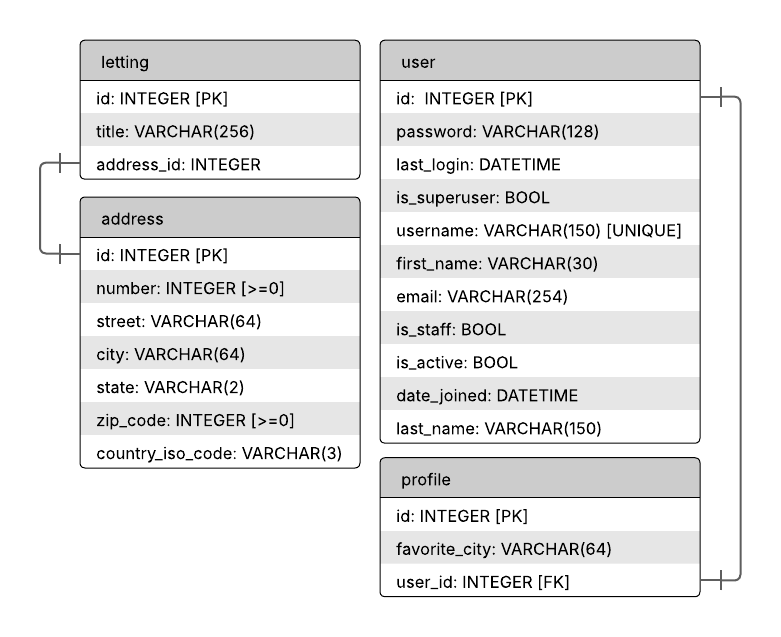 letting
id: INTEGER [PK]
title: VARCHAR(256)
address_id: INTEGER
address
id: INTEGER [PK]
number: INTEGER [>=0]
street: VARCHAR(64)
city: VARCHAR(64)
state: VARCHAR(2)
zip_code: INTEGER [>=0]
country_iso_code: VARCHAR(3)
user
id: INTEGER [PK]
password: VARCHAR(128)
last_login: DATETIME
is_superuser: BOOL
username: VARCHAR(150) [UNIQUE]
first_name: VARCHAR(30)
email: VARCHAR(254)
is_staff: BOOL
is_active: BOOL
date_joined: DATETIME
last_name: VARCHAR(150)
profile
id: INTEGER [PK]
favorite_city: VARCHAR(64)
user_id: INTEGER [FK]